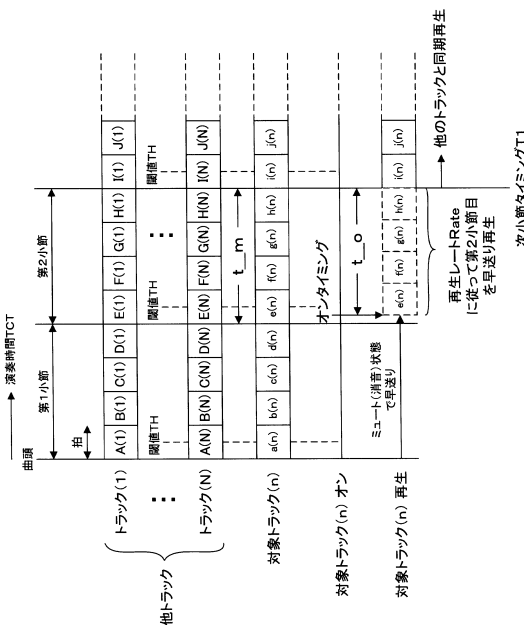 演奏時間TCT
曲頭
第1小節
第2小節
拍
トラック(1)
A(1) B(1) C(1) D(1) E(1) F(1) G(1) H(1) I(1) J(1)
閾値TH
閾値TH
閾値TH
他トラック
トラック(N)
A(N) B(N) C(N) D(N) E(N) F(N) G(N) H(N) I(N) J(N)
t_m
対象トラック(n)
a(n) b(n) c(n) d(n) e(n) f(n) g(n) h(n) i(n) j(n)
対象トラック(n) オン
オンタイミング
t_o
対象トラック(n) 再生
ミュート(消音)状態
で早送り
e(n) f(n) g(n) h(n) i(n) j(n)
他のトラックと同期再生
再生レートRate
に従って第2小節目
を早送り再生
次小節タイミングT1